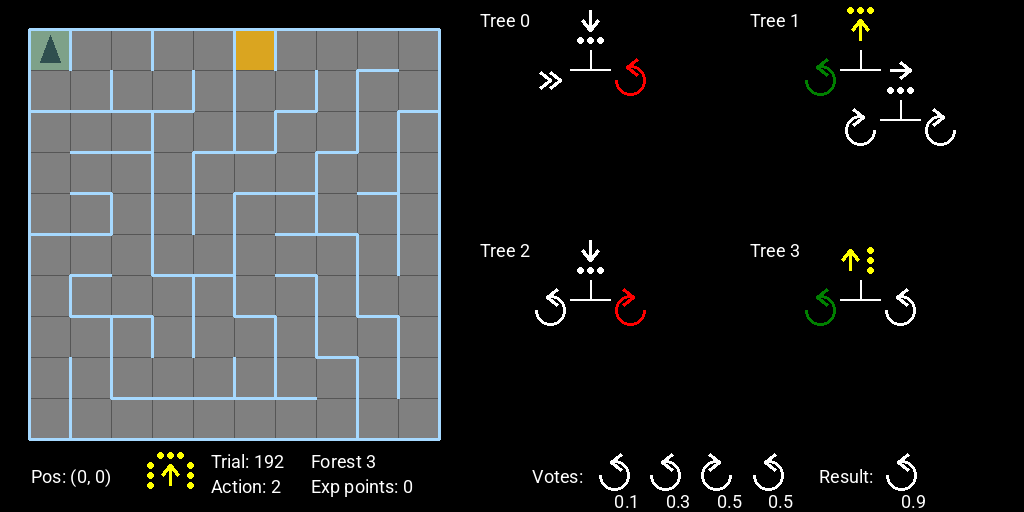 Tree 0
Tree 1
Tree 2
Tree 3
Pos: (0, 0)
Trial: 192
Forest 3
Action: 2
Exp points: 0
Votes:
0.1
0.3
0.5
0.5
Result:
0.9